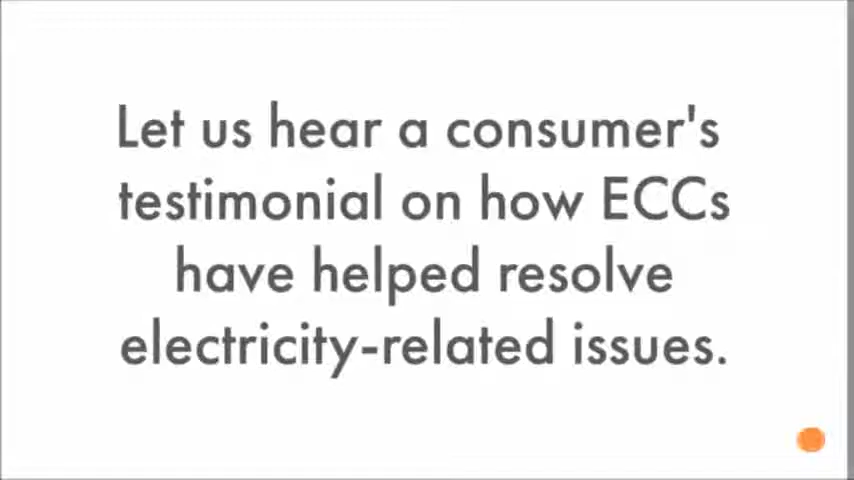 Let us hear a consumer's
testimonial on how ECCs
have helped resolve
electricity-related issues.